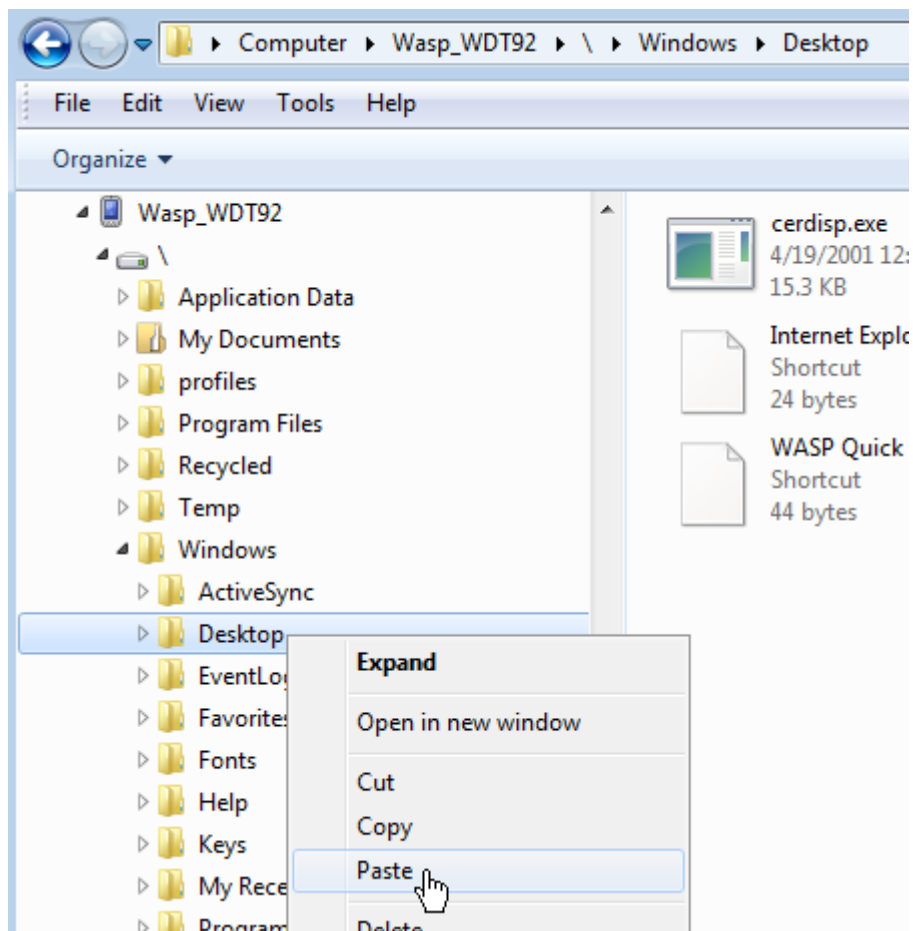 Computer Wasp_WDT92 \ Windows Desktop
File Edit View Tools Help
Organize
Wasp_WDT92
\
Application Data
My Documents
profiles
Program Files
Recycled
Temp
Windows
ActiveSync
Desktop
EventLog
Favorites
Fonts
Help
Keys
My Rece
Program
Expand
Open in new window
Cut
Copy
Paste
Delete
cerdisp.exe
4/19/2001 12:
15.3 KB
Internet Explo
Shortcut
24 bytes
WASP Quick
Shortcut
44 bytes